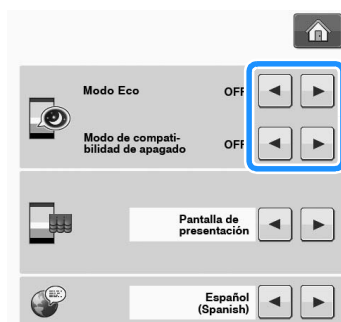 Modo Eco OFF
Modo de compati-
bilidad de apagado OFF
Pantalla de
presentación
Español
(Spanish)